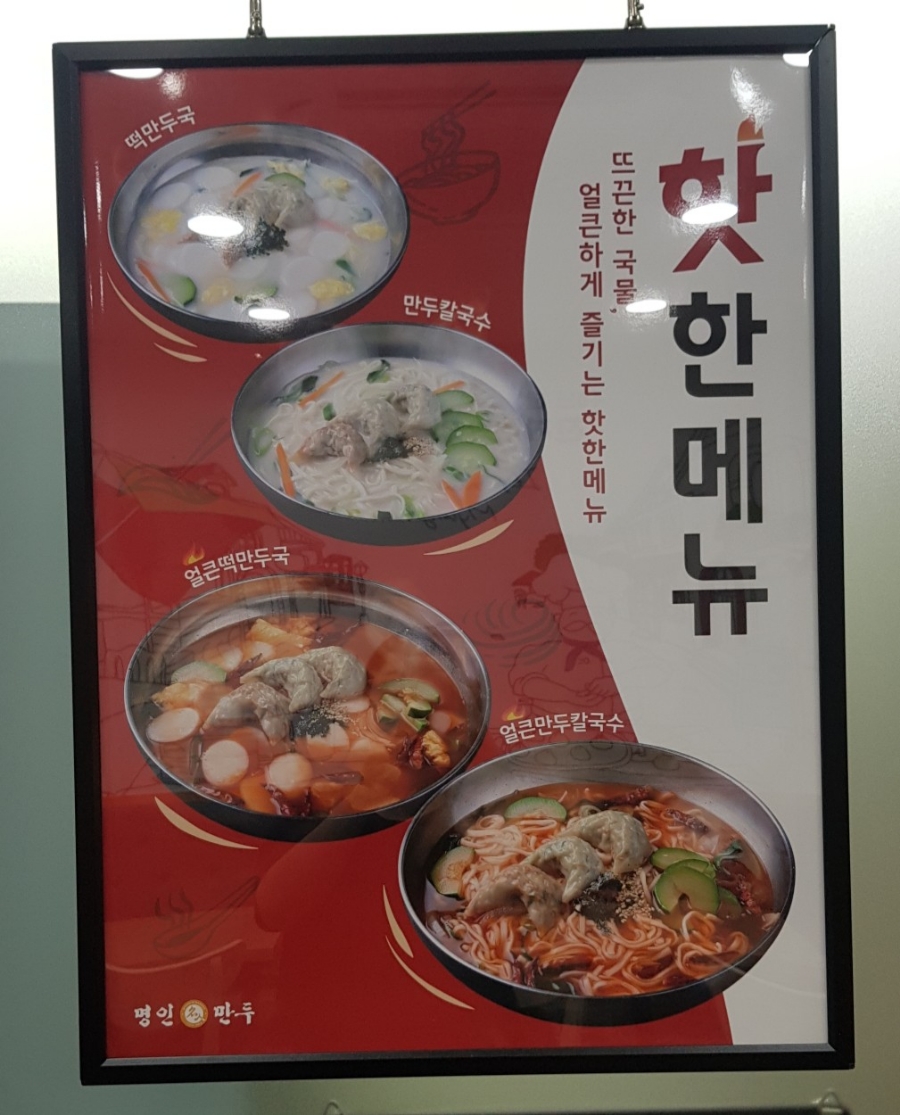 핫한메뉴
뜨끈한 국물,
얼큰하게 즐기는 핫한메뉴
떡만두국
만두칼국수
얼큰떡만두국
얼큰만두칼국수
명인 만두